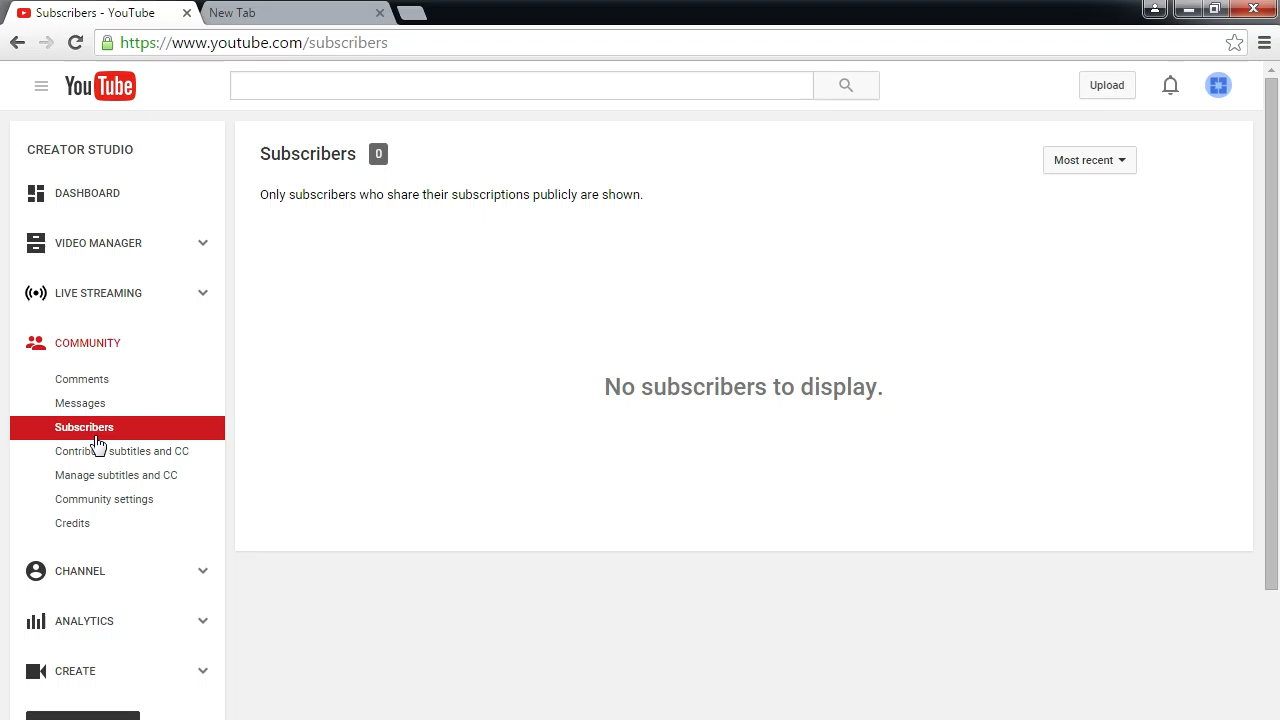 Subscribers - YouTube
New Tab
https://www.youtube.com/subscribers
YouTube
Upload
CREATOR STUDIO
DASHBOARD
VIDEO MANAGER
LIVE STREAMING
COMMUNITY
Comments
Messages
Subscribers
subtitles and CC
Manage subtitles and CC
Community settings
Credits
CHANNEL
ANALYTICS
CREATE
Subscribers 0
Most recent
Only subscribers who share their subscriptions publicly are shown.
No subscribers to display.